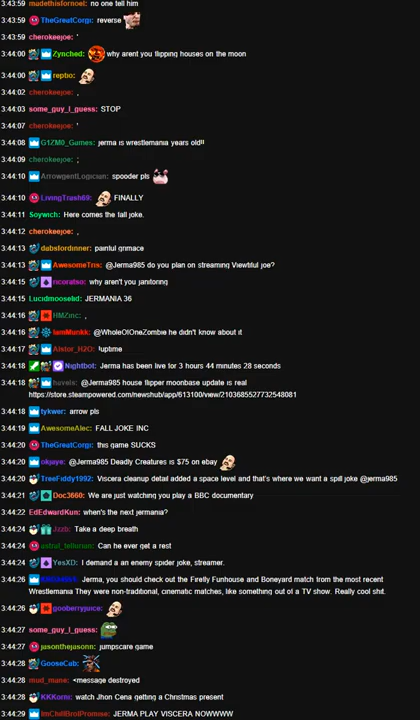 madethisfornoel: no one tell him
3:43:59 TheGreatCorgi: reverse
3:43:59
cherokeejoe: '
3:44:00 Zynched: why arent you flipping houses on the moon
3:44:00 reptio:
3:44:02 cherokeejoe: ,
3:44:03 some_guy_I_guess: STOP
3:44:07 cherokeejoe: '
3:44:08 G1ZM0_Games: jerma is wrestlemania years old!!
3:44:09 cherokeejoe: ;
3:44:10 ArrowgentLogician: spooder pls
3:44:10 LivingTrash69: FINALLY
3:44:11 Soywich: Here comes the fall joke.
3:44:12 cherokeejoe: ,
3:44:13 dabsfordinner: painful grimace
3:44:13 AwesomeTris: @Jerma985 do you plan on streaming Viewtiful joe?
3:44:15 ricoratso: why aren't you janitoring
3:44:15 Lucidmooselid: JERMANIA 36
3:44:16 HMZinc: ,
3:44:16 IamMunkk: @WholeOlOneZombie he didn't know about it
3:44:17 Alstor_H2O: !uptime
3:44:18 Nightbot: Jerma has been live for 3 hours 44 minutes 28 seconds
3:44:18 huvelx: @Jerma985 house flipper moonbase update is real
https://store.steampowered.com/newshub/app/613100/view/2103685527732548081
3:44:18 tykwer: arrow pls
3:44:19 AwesomeAlec: FALL JOKE INC
3:44:20 TheGreatCorgi: this game SUCKS
3:44:20 okjaye: @Jerma985 Deadly Creatures is $75 on ebay
3:44:20 TreeFiddy1992: Viscera cleanup detail added a space level and that's where we want a spill joke @jerma985
3:44:21 Doc3660: We are just watching you play a BBC documentary
3:44:22 EdEdwardKun: when's the next jermania?
3:44:24 Jzzb: Take a deep breath
3:44:24 astral_tellurian: Can he ever get a rest
3:44:24 YesXD: I demand a an enemy spider joke, streamer.
3:44:26 Jerma, you should check out the Firefly Funhouse and Boneyard match from the most recent
Wrestlemania They were non-traditional, cinematic matches, like something out of a TV show. Really cool shit.
3:44:26 gooberryjuice:
3:44:27
some_guy_I_guess:
3:44:27 jasonthejasonn: jumpscare game
3:44:28 GooseCab:
3:44:28
mud_mane: <message destroyed
3:44:28 KKKorni: watch Jhon Cena getting a Christmas present
3:44:29 ImChillBrolPromise: JERMA PLAY VISCERA NOWWWW